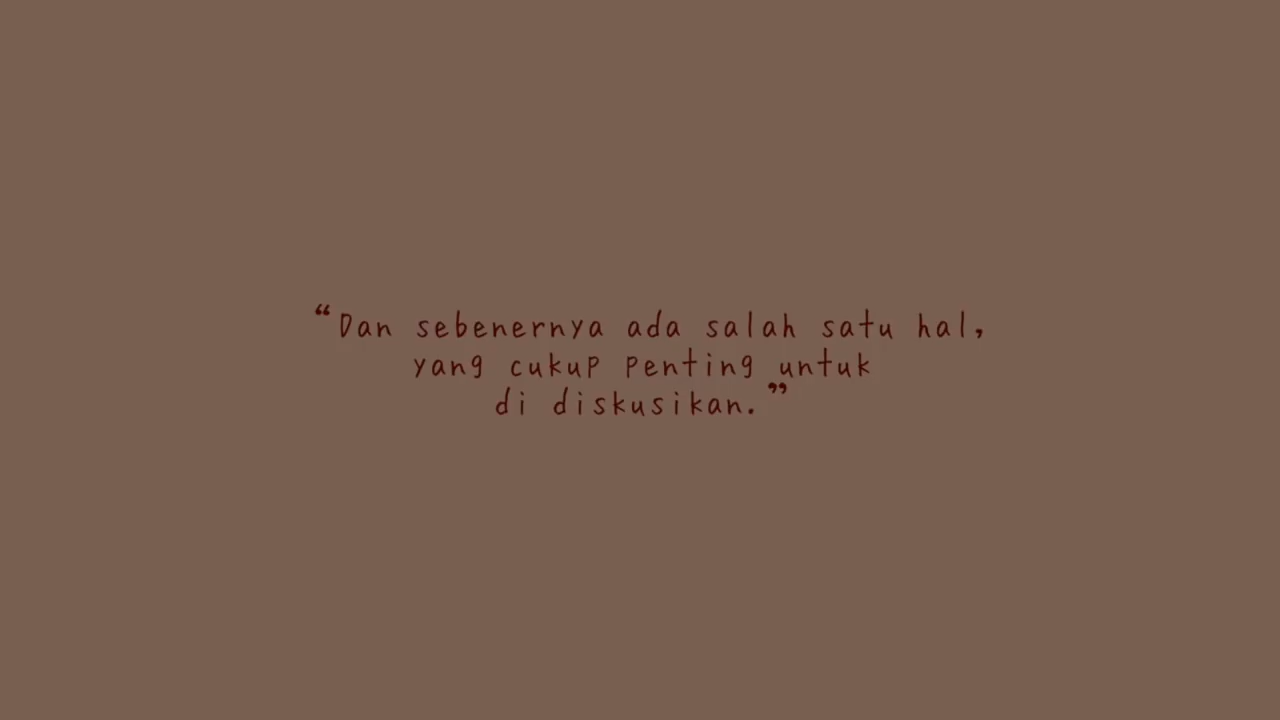 “Dan sebenernya ada salah satu hal,
yang cukup penting untuk
di diskusikan.”